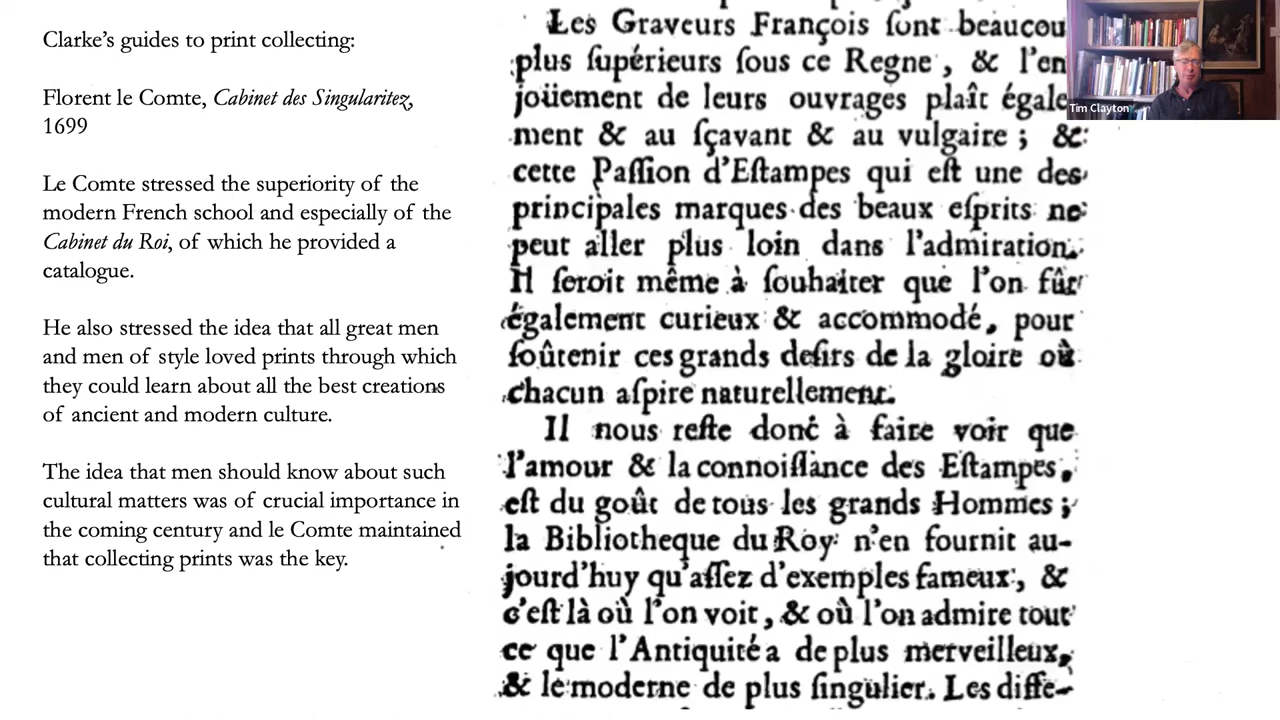 Clarke’s guides to print collecting:
Florent le Comte, Cabinet des Singularitez,
1699
Le Comte stressed the superiority of the
modern French school and especially of the
Cabinet du Roi, of which he provided a
catalogue.
He also stressed the idea that all great men
and men of style loved prints through which
they could learn about all the best creations
of ancient and modern culture.
The idea that men should know about such
cultural matters was of crucial importance in
the coming century and le Comte maintained
that collecting prints was the key.
Les Graveurs François ſont beaucou
plus ſupérieurs ſous ce Regne, & l'en
joüement de leurs ouvrages plaît égale
ment & au ſçavant & au vulgaire; &
cette Paſſion d'Eſtampes qui eſt une des
principales marques des beaux eſprits ne
peut aller plus loin dans l'admiration.
Il ſeroit même à ſouhaiter que l'on fût
également curieux & accommodé, pour
ſoûtenir ces grands deſirs de la gloire où
chacun aſpire naturellement.
Il nous reſte donc à faire voir que
l'amour & la connoiſſance des Eſtampes,
eſt du goût de tous les grands Hommes;
la Bibliotheque du Roy n'en fournit au-
jourd'huy qu'aſſez d'exemples fameux, &
c'eſt là où l'on voit, & où l'on admire tout
ce que l'Antiquité a de plus merveilleux,
& le moderne de plus ſingulier. Les diffe-
Tim Clayton